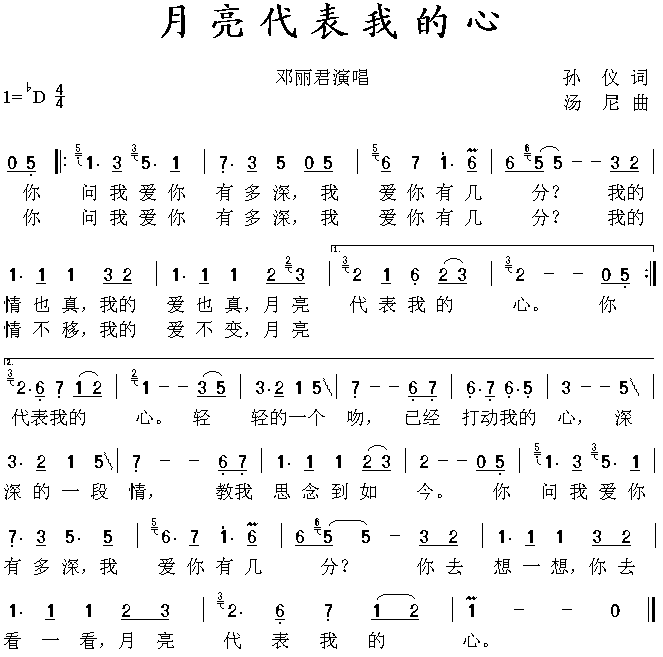 月亮代表我的心
邓丽君演唱 孙 仪 词
1=♭D 4/4 汤 尼 曲
0 5 ‖: 1· 3 5· 1 | 7· 3 5 0 5 | 6 7 1· 6 | 6 5 5 - - 3 2 |
你 问我爱你 有多深，我 爱你有几 分？ 我的
你 问我爱你 有多深，我 爱你有几 分？ 我的
1· 1 1 3 2 | 1· 1 1 2 3 | 1. 2 1 6 2 3 | 2 - - 0 5 :‖
情也真，我的 爱也真，月亮 代表我的 心。 你
情不移，我的 爱不变，月亮
2. 2· 6 7 1 2 | 1 - - 3 5 | 3· 2 1 5 \ | 7 - - 6 7 | 6· 7 6· 5 | 3 - - 5 \ |
代表我的 心。 轻 轻的一个 吻， 已经 打动我的 心，深
3· 2 1 5 \ | 7 - - 6 7 | 1· 1 1 2 3 | 2 - - 0 5 | 1· 3 5· 1 |
深的一段 情， 教我 思念到如 今。 你 问我爱你
7· 3 5· 5 | 6· 7 1· 6 | 6 5 5 - 3 2 | 1· 1 1 3 2 |
有多深，我 爱你有几 分？ 你去 想一想，你去
1· 1 1 2 3 | 2· 6 7 1 2 | 1 - - 0 ‖
看一看，月亮 代表我的 心。